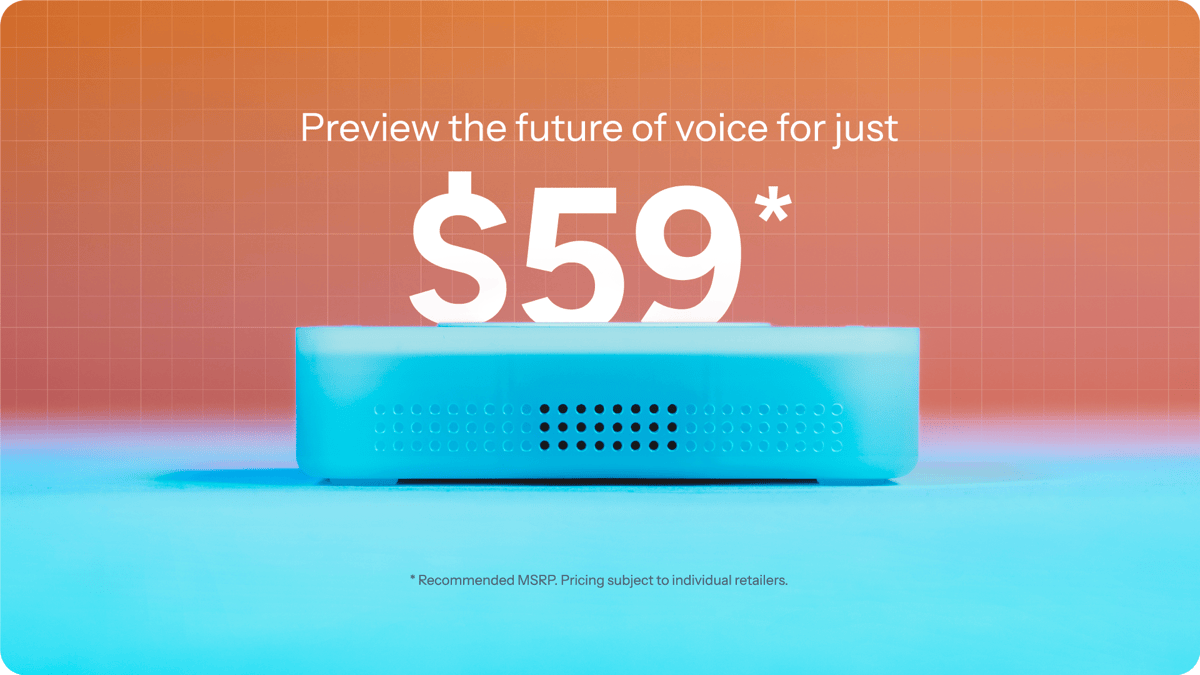 Preview the future of voice for just
$59*
* Recommended MSRP. Pricing subject to individual retailers.